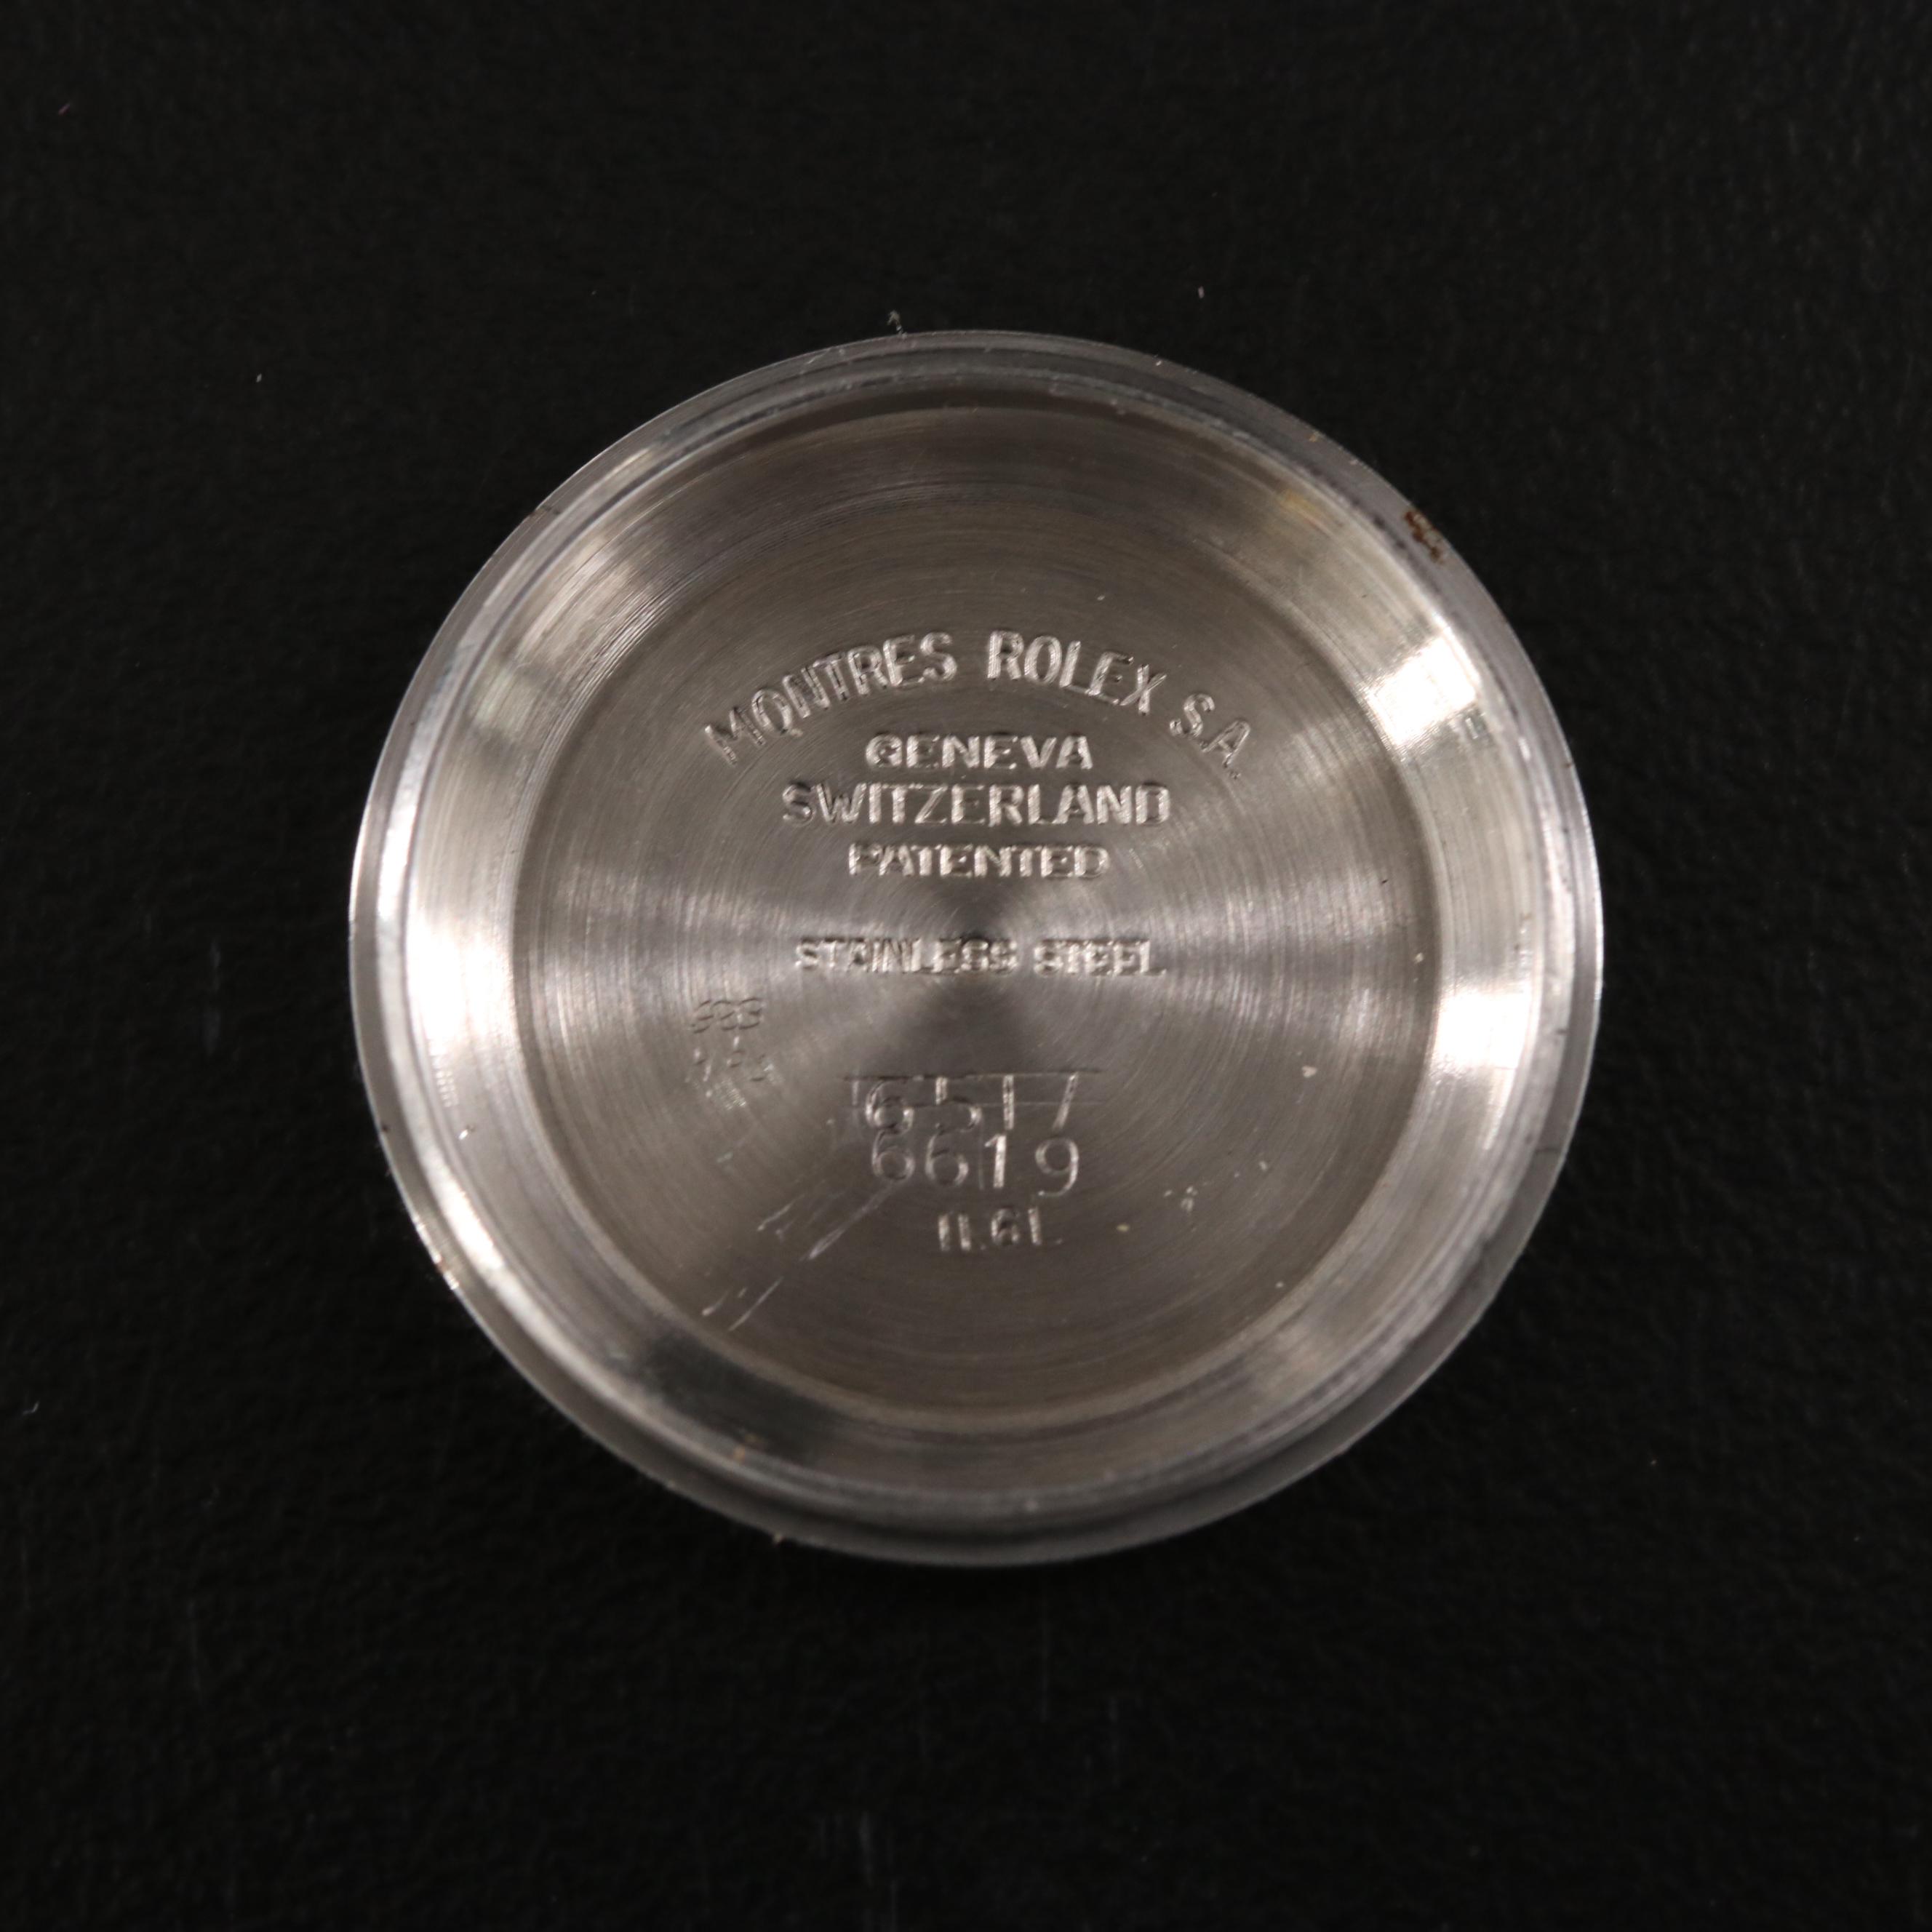 MONTRES ROLEX S.A.
GENEVA
SWITZERLAND
PATENTED
STAINLESS STEEL
6517
6619
II.61.